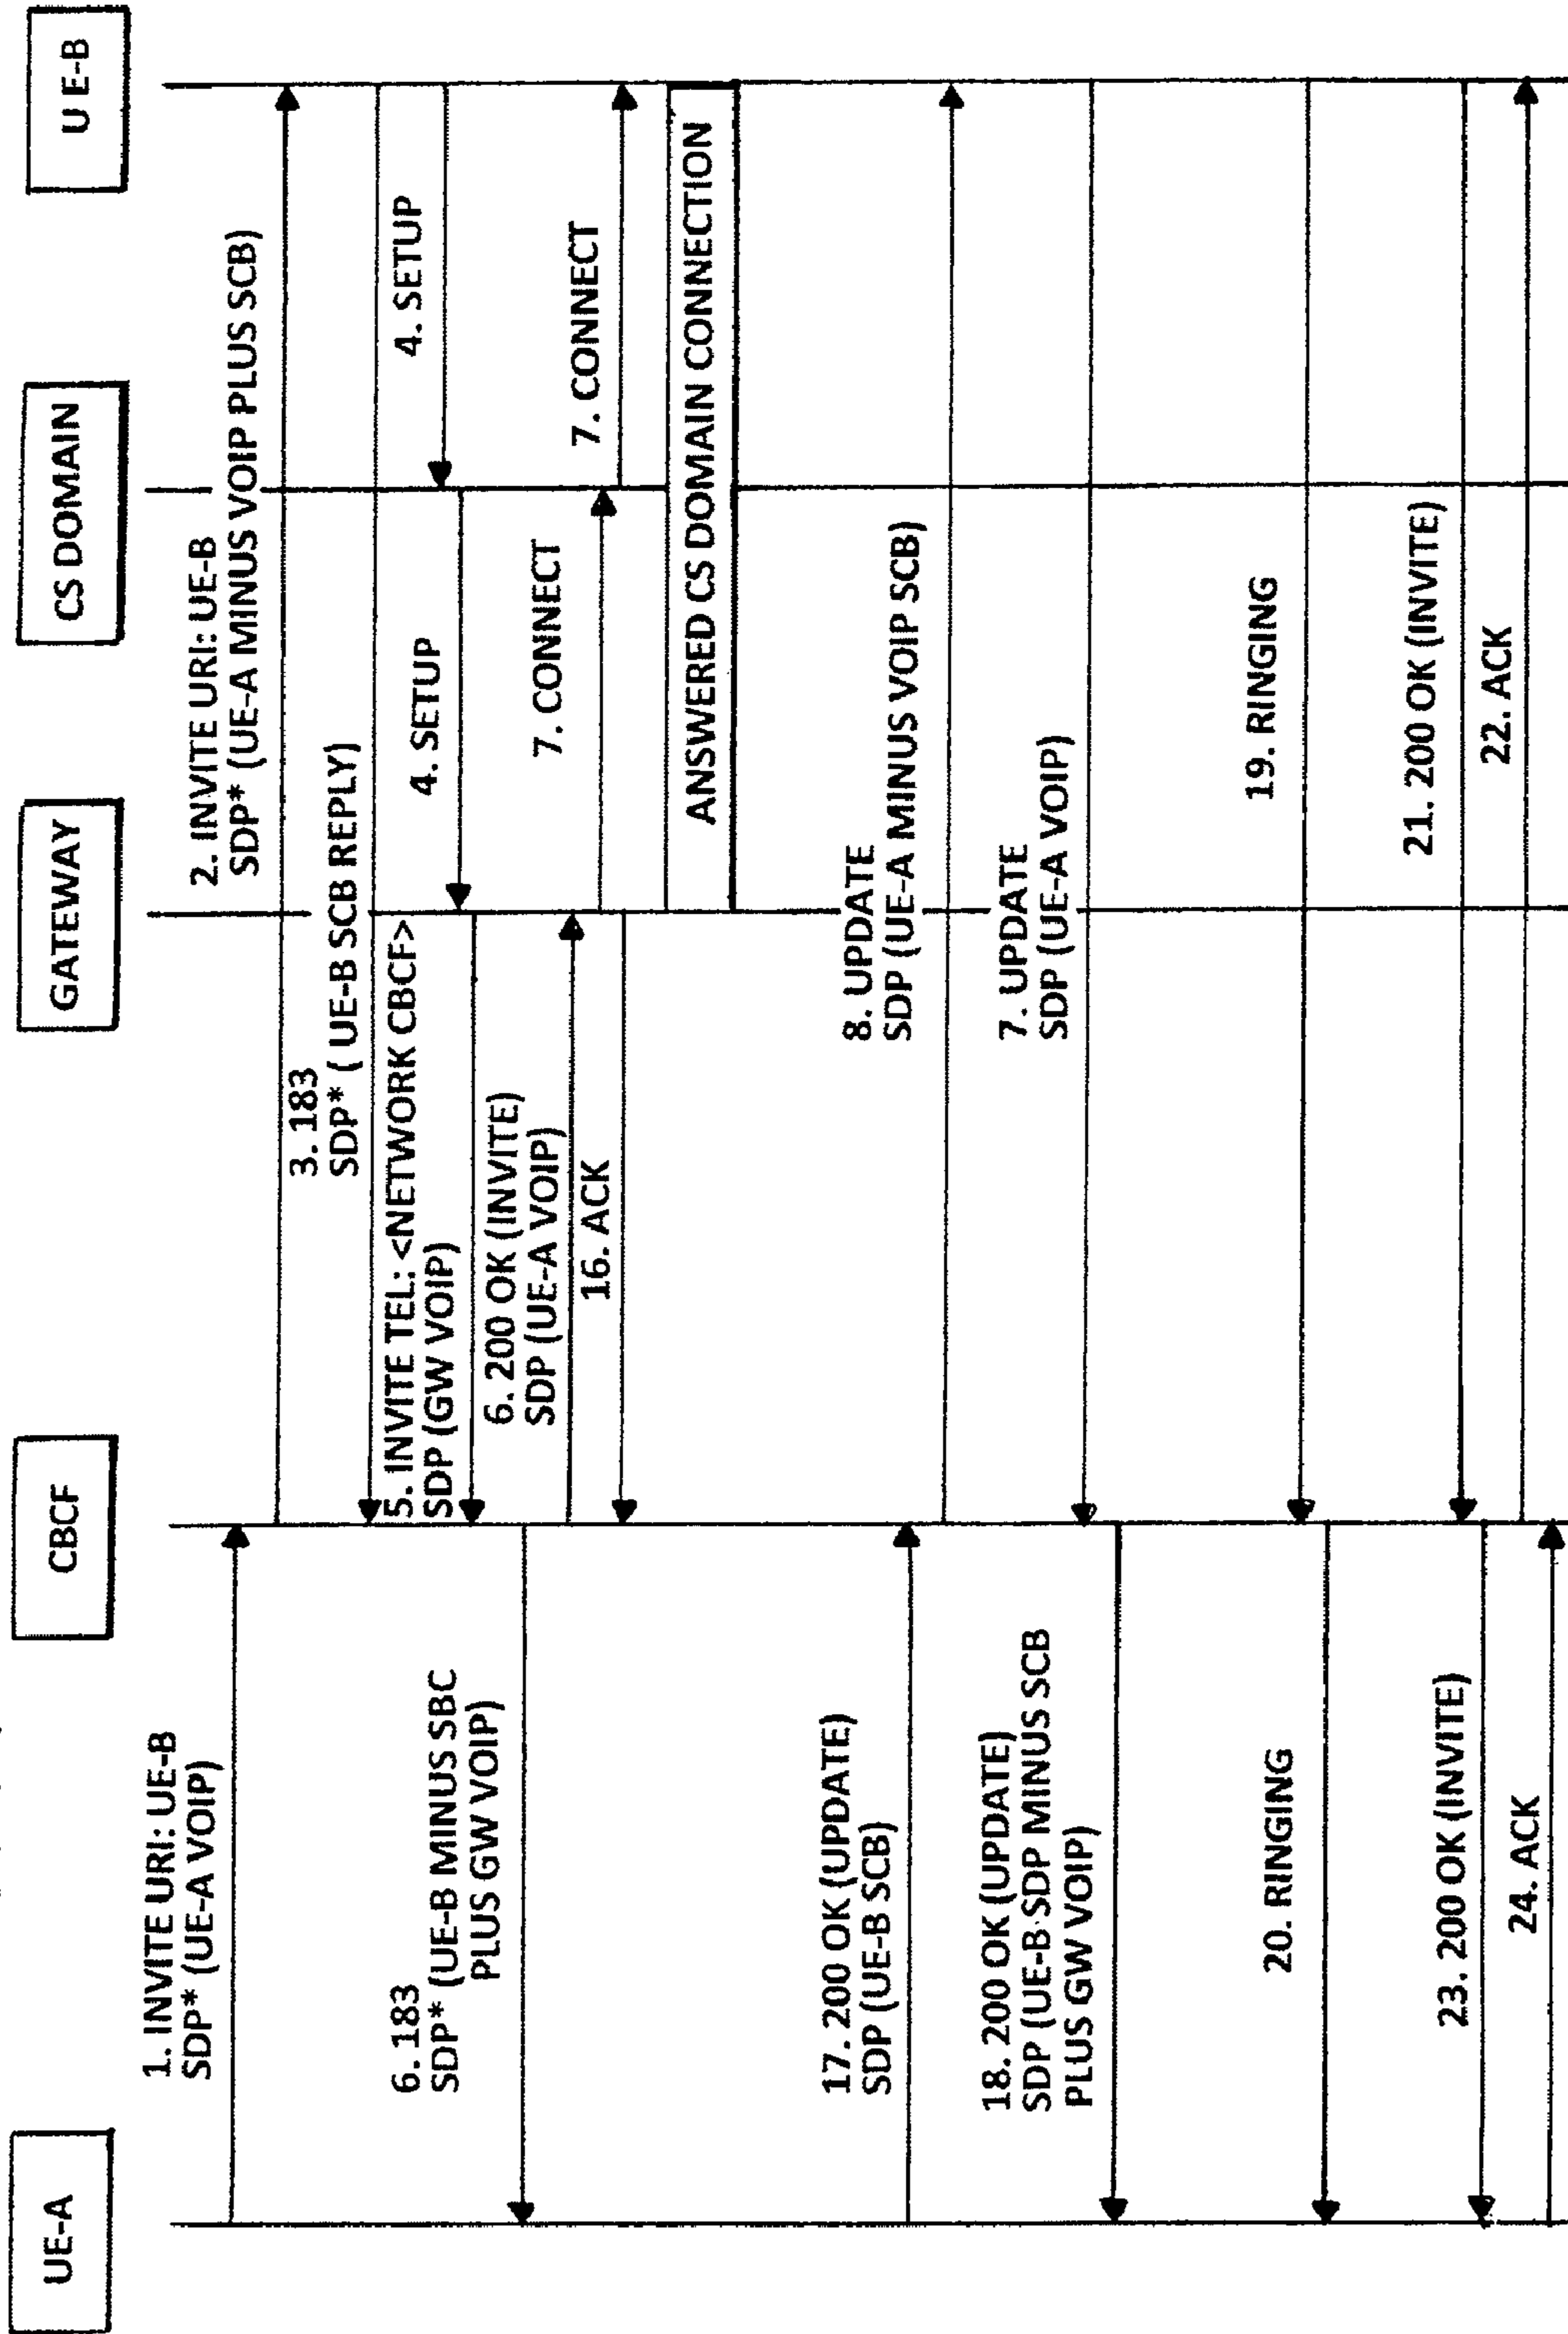 UE-A
CBCF
GATEWAY
CS DOMAIN
U E-B
1. INVITE URI: UE-B
SDP* (UE-A VOIP)
2. INVITE URI: UE-B
SDP* (UE-A MINUS VOIP PLUS SCB)
3. 183
SDP* ( UE-B SCB REPLY)
4. SETUP
4. SETUP
5. INVITE TEL: <NETWORK CBCF>
SDP (GW VOIP)
6. 183
SDP* (UE-B MINUS SBC
PLUS GW VOIP)
6. 200 OK (INVITE)
SDP (UE-A VOIP)
7. CONNECT
7. CONNECT
16. ACK
ANSWERED CS DOMAIN CONNECTION
17. 200 OK (UPDATE)
SDP (UE-B SCB)
8. UPDATE
SDP (UE-A MINUS VOIP SCB)
7. UPDATE
SDP (UE-A VOIP)
18. 200 OK (UPDATE)
SDP (UE-B SDP MINUS SCB
PLUS GW VOIP)
19. RINGING
20. RINGING
21. 200 OK (INVITE)
23. 200 OK (INVITE)
22. ACK
24. ACK